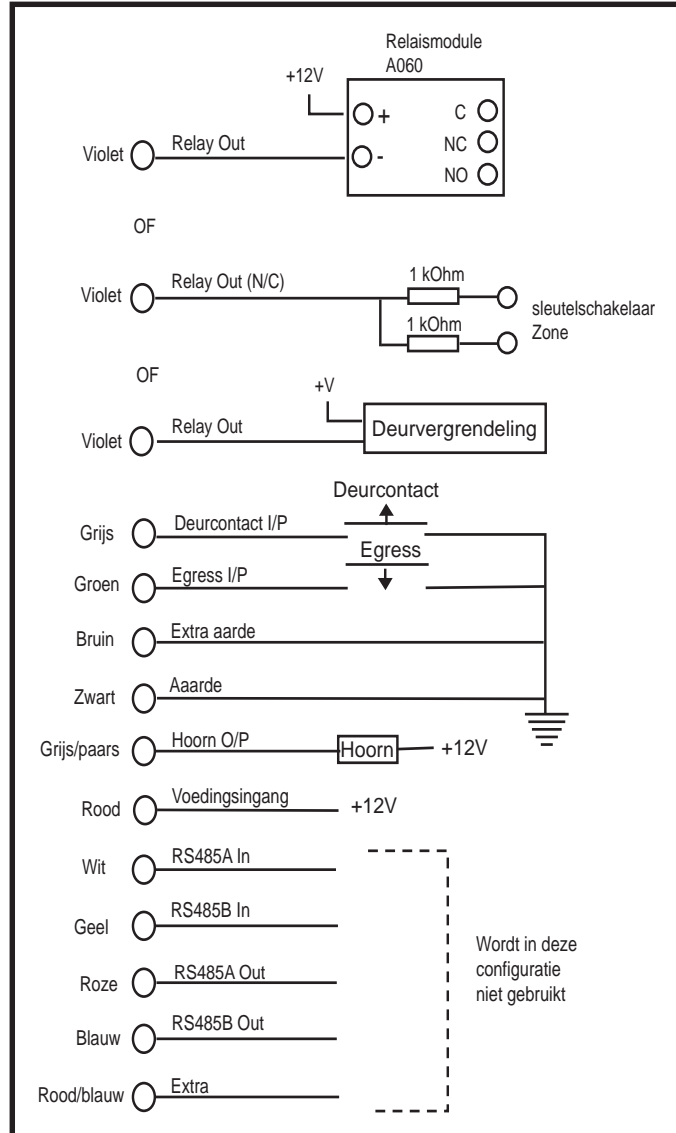 Relaismodule
A060
+12V
+
C
Violet
Relay Out
-
NC
NO
OF
Violet
Relay Out (N/C)
1 kOhm
sleutelschakelaar
Zone
1 kOhm
OF
+V
Violet
Relay Out
Deurvergrendeling
Deurcontact
Grijs
Deurcontact I/P
Egress
Groen
Egress I/P
Bruin
Extra aarde
Zwart
Aaarde
Grijs/paars
Hoorn O/P
Hoorn
+12V
Rood
Voedingsingang
+12V
Wit
RS485A In
Geel
RS485B In
Wordt in deze
configuratie
niet gebruikt
Roze
RS485A Out
Blauw
RS485B Out
Rood/blauw
Extra